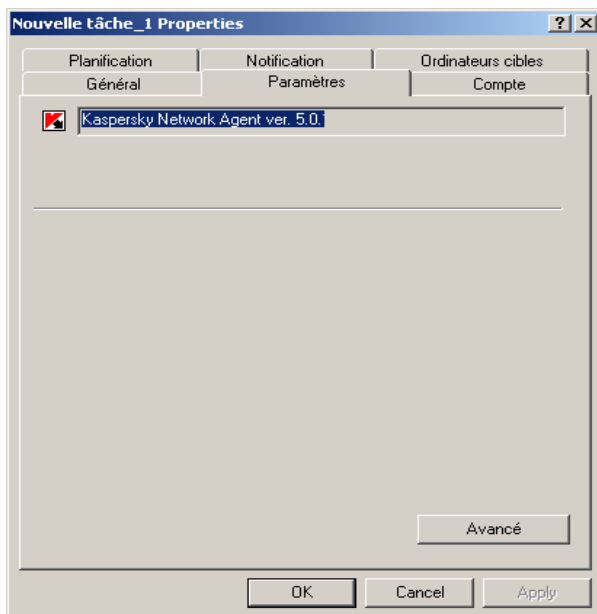 Nouvelle tâche_1 Properties
Planification Notification Ordinateurs cibles
Général Paramètres Compte
Kaspersky Network Agent ver. 5.0.
Avancé
OK Cancel Apply